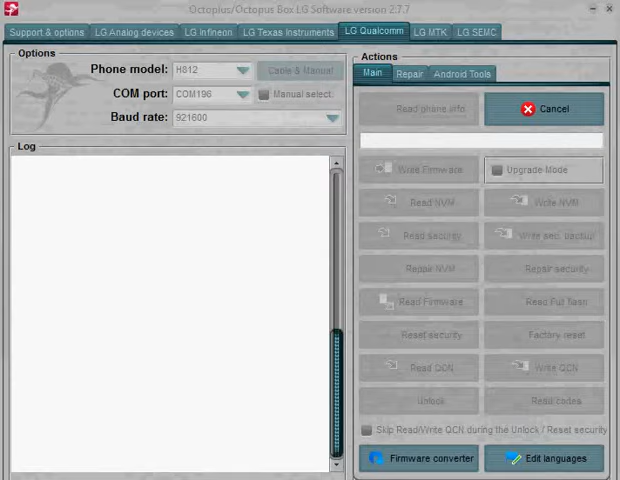 Octoplus/Octopus Box LG Software version 2.7.7
Support & options
LG Analog devices
LG Infineon
LG Texas Instruments
LG Qualcomm
LG MTK
LG SEMC
Options
Phone model:
H812
Cable & Manual
COM port:
COM196
Manual select.
Baud rate:
921600
Log
Actions
Main
Repair
Android Tools
Read phone info
Cancel
Write Firmware
Upgrade Mode
Read NVM
Write NVM
Read security
Write sec. backup
Repair NVM
Repair security
Read Firmware
Read Full flash
Reset security
Factory reset
Read QCN
Write QCN
Unlock
Read codes
Skip Read/Write QCN during the Unlock / Reset security
Firmware converter
Edit languages